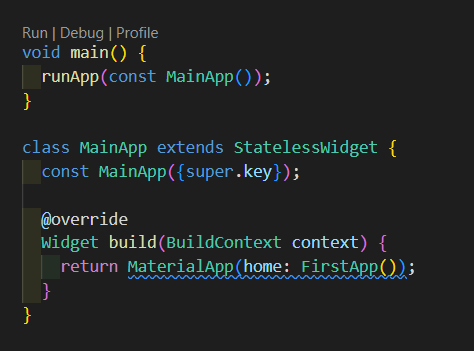 Run | Debug | Profile
void main() {
  runApp(const MainApp());
}
class MainApp extends StatelessWidget {
  const MainApp({super.key});
  @override
  Widget build(BuildContext context) {
    return MaterialApp(home: FirstApp());
  }
}